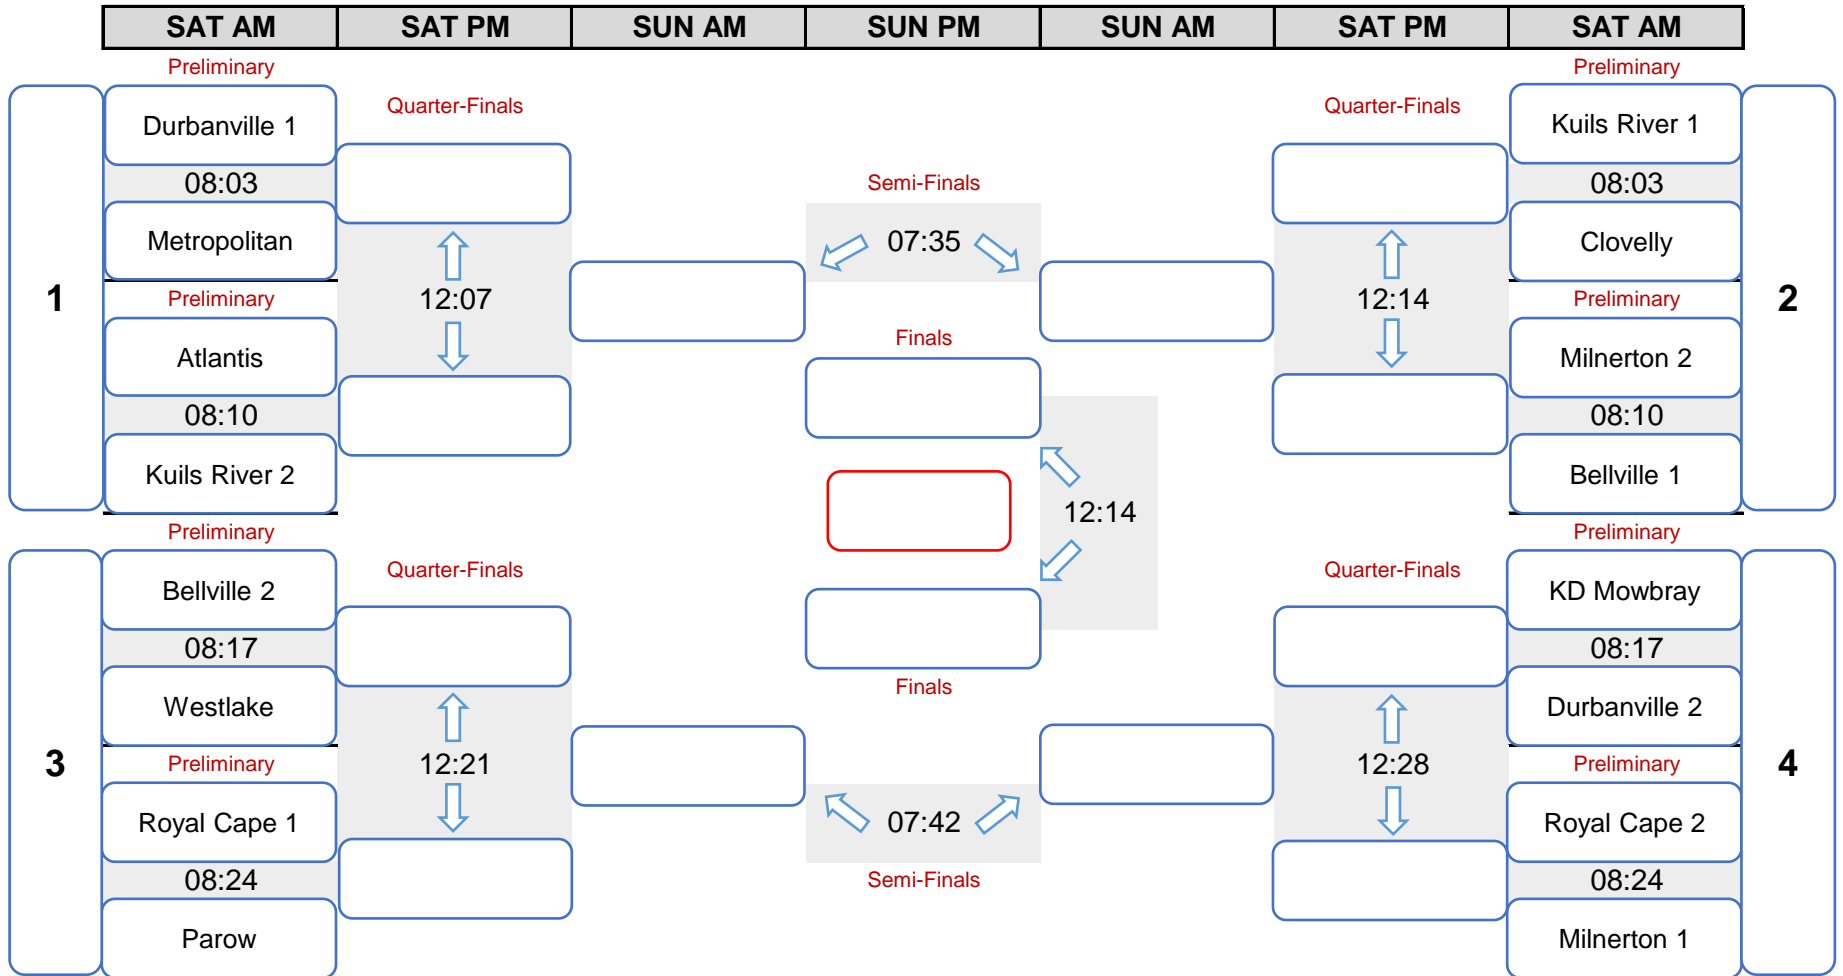 SAT AM SAT PM SUN AM SUN PM SUN AM SAT PM SAT AM
Preliminary Preliminary
Quarter-Finals Quarter-Finals
Durbanville 1 Kuils River 1
08:03 Semi-Finals 08:03
Metropolitan 07:35 Clovelly
1 Preliminary 12:07 12:14 Preliminary 2
Finals
Atlantis Milnerton 2
08:10 08:10
Kuils River 2 Bellville 1
12:14
Preliminary Preliminary
Quarter-Finals Quarter-Finals
Bellville 2 KD Mowbray
08:17 08:17
Finals
Westlake Durbanville 2
3 Preliminary 12:21 12:28 Preliminary 4
Royal Cape 1 07:42 Royal Cape 2
08:24 Semi-Finals 08:24
Parow Milnerton 1